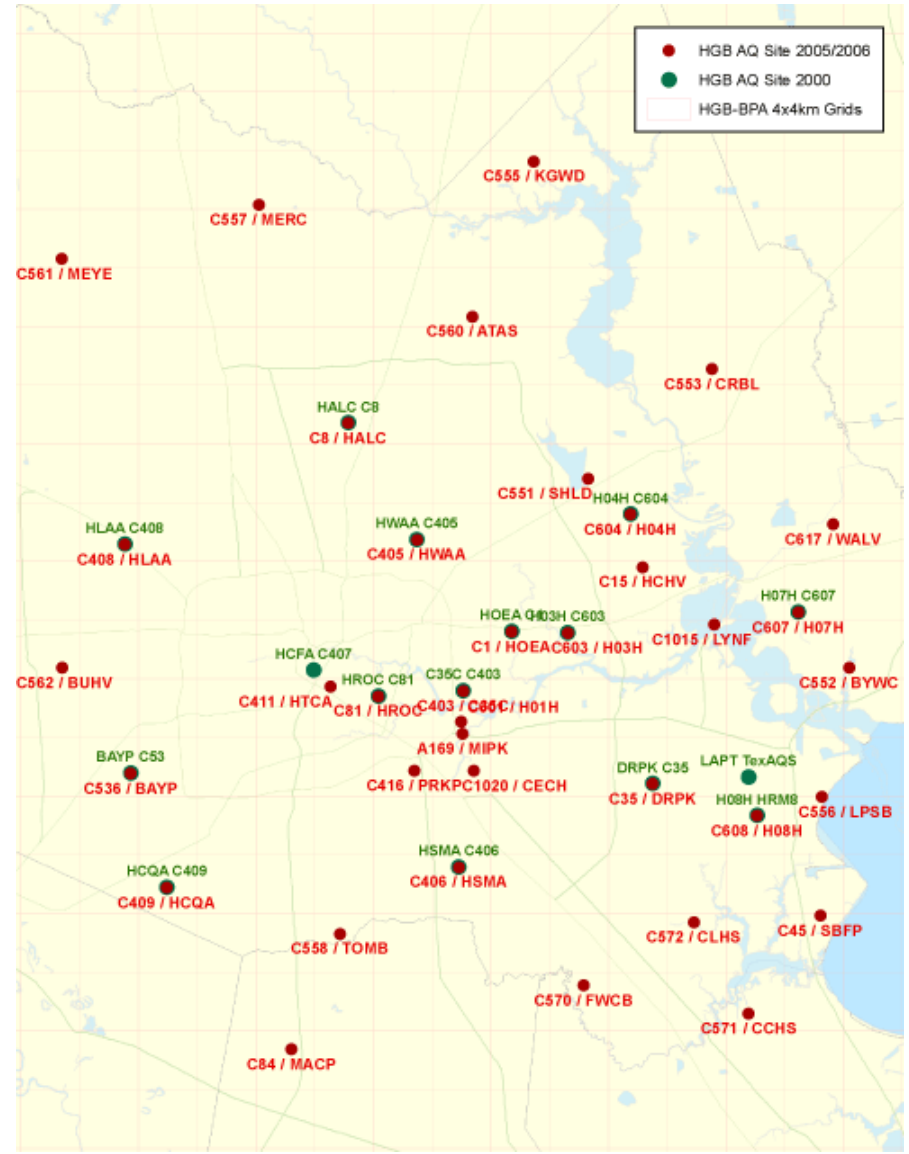 HGB AQ Site 2005/2006
HGB AQ Site 2000
HGB-BPA 4x4km Grids
C555 / KGWD
C557 / MERC
C561 / MEYE
C560 / ATAS
C553 / CRBL
HALC C8
C8 / HALC
C551 / SHLD
H04H C604
C604 / H04H
HLAA C408
C408 / HLAA
HWAA C405
C405 / HWAA
C617 / WALV
C15 / HCHV
H07H C607
C607 / H07H
HOEA C1
H03H C603
C1 / HOEA
C603 / H03H
C1015 / LYNF
HCFA C407
C562 / BUHV
C411 / HTCA
HROC C81
C81 / HROC
C35C C403
C403 / C35C
/ H01H
C552 / BYWC
A169 / MIPK
BAYP C53
C536 / BAYP
C416 / PRKP
C1020 / CECH
DRPK C35
C35 / DRPK
LAPT TexAQS
H08H HRM8
C608 / H08H
C556 / LPSB
HSMA C406
C406 / HSMA
HCQA C409
C409 / HCQA
C558 / TOMB
C572 / CLHS
C45 / SBFP
C570 / FWCB
C571 / CCHS
C84 / MACP